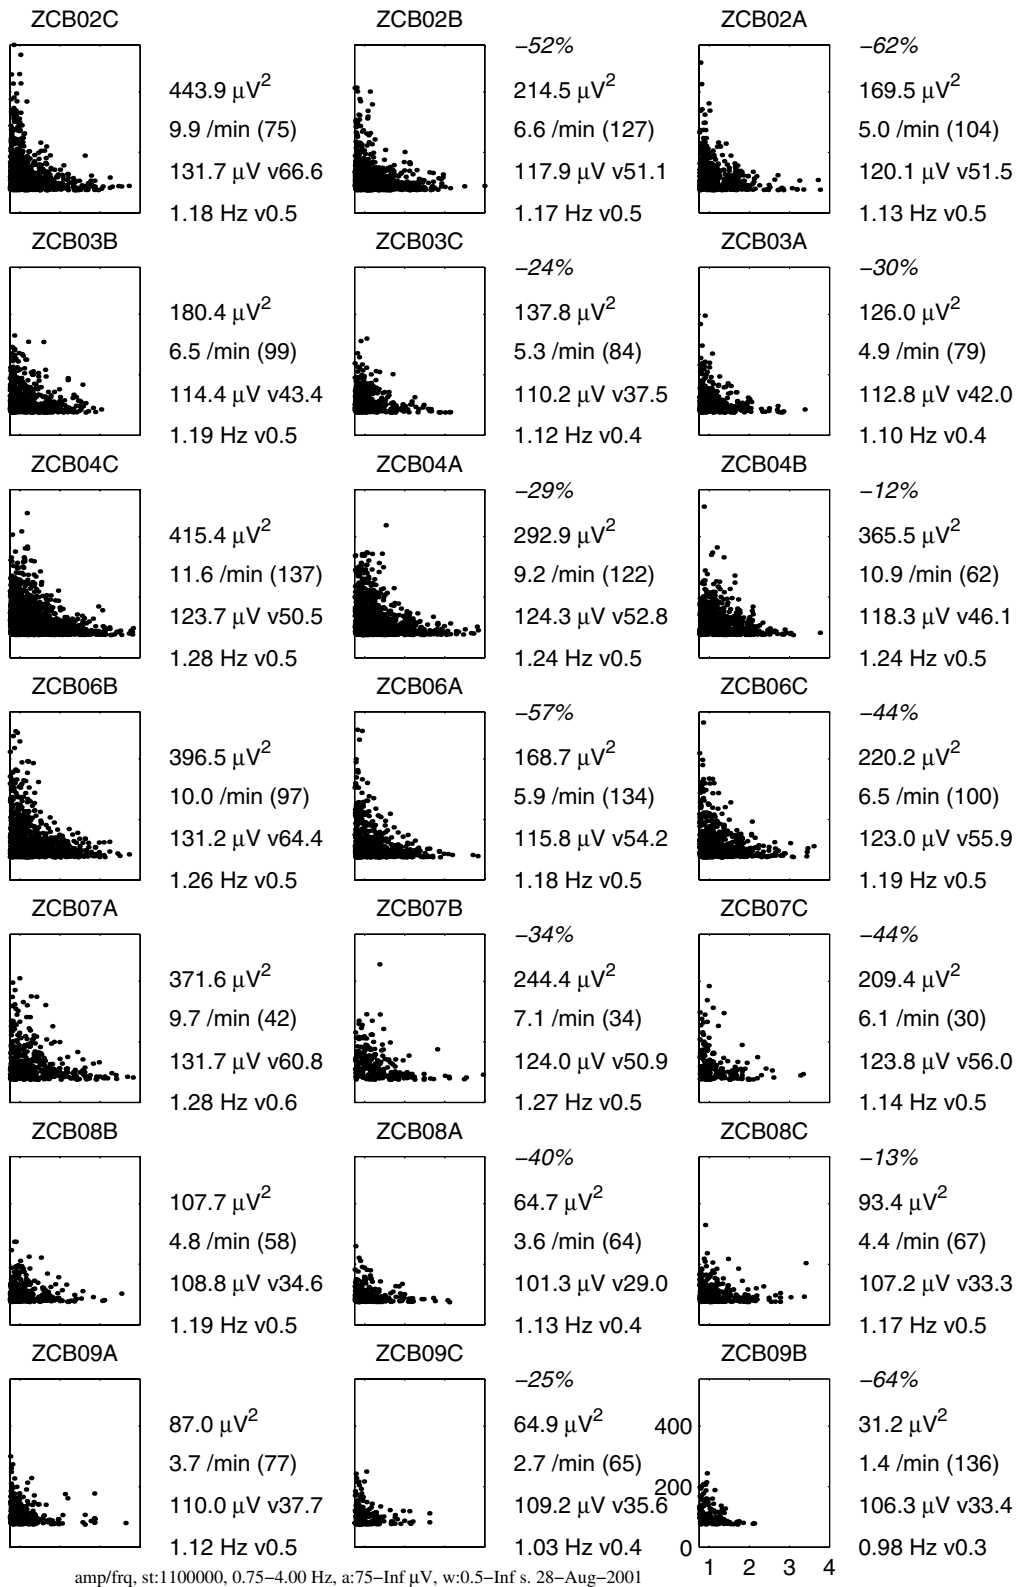 ZCB02C
443.9 μV²
9.9 /min (75)
131.7 μV v66.6
1.18 Hz v0.5
ZCB02B
−52%
214.5 μV²
6.6 /min (127)
117.9 μV v51.1
1.17 Hz v0.5
ZCB02A
−62%
169.5 μV²
5.0 /min (104)
120.1 μV v51.5
1.13 Hz v0.5
ZCB03B
180.4 μV²
6.5 /min (99)
114.4 μV v43.4
1.19 Hz v0.5
ZCB03C
−24%
137.8 μV²
5.3 /min (84)
110.2 μV v37.5
1.12 Hz v0.4
ZCB03A
−30%
126.0 μV²
4.9 /min (79)
112.8 μV v42.0
1.10 Hz v0.4
ZCB04C
415.4 μV²
11.6 /min (137)
123.7 μV v50.5
1.28 Hz v0.5
ZCB04A
−29%
292.9 μV²
9.2 /min (122)
124.3 μV v52.8
1.24 Hz v0.5
ZCB04B
−12%
365.5 μV²
10.9 /min (62)
118.3 μV v46.1
1.24 Hz v0.5
ZCB06B
396.5 μV²
10.0 /min (97)
131.2 μV v64.4
1.26 Hz v0.5
ZCB06A
−57%
168.7 μV²
5.9 /min (134)
115.8 μV v54.2
1.18 Hz v0.5
ZCB06C
−44%
220.2 μV²
6.5 /min (100)
123.0 μV v55.9
1.19 Hz v0.5
ZCB07A
371.6 μV²
9.7 /min (42)
131.7 μV v60.8
1.28 Hz v0.6
ZCB07B
−34%
244.4 μV²
7.1 /min (34)
124.0 μV v50.9
1.27 Hz v0.5
ZCB07C
−44%
209.4 μV²
6.1 /min (30)
123.8 μV v56.0
1.14 Hz v0.5
ZCB08B
107.7 μV²
4.8 /min (58)
108.8 μV v34.6
1.19 Hz v0.5
ZCB08A
−40%
64.7 μV²
3.6 /min (64)
101.3 μV v29.0
1.13 Hz v0.4
ZCB08C
−13%
93.4 μV²
4.4 /min (67)
107.2 μV v33.3
1.17 Hz v0.5
ZCB09A
87.0 μV²
3.7 /min (77)
110.0 μV v37.7
1.12 Hz v0.5
ZCB09C
−25%
64.9 μV²
2.7 /min (65)
109.2 μV v35.6
1.03 Hz v0.4
ZCB09B
400
200
0
1 2 3 4
−64%
31.2 μV²
1.4 /min (136)
106.3 μV v33.4
0.98 Hz v0.3
amp/frq, st:1100000, 0.75−4.00 Hz, a:75−Inf μV, w:0.5−Inf s. 28−Aug−2001